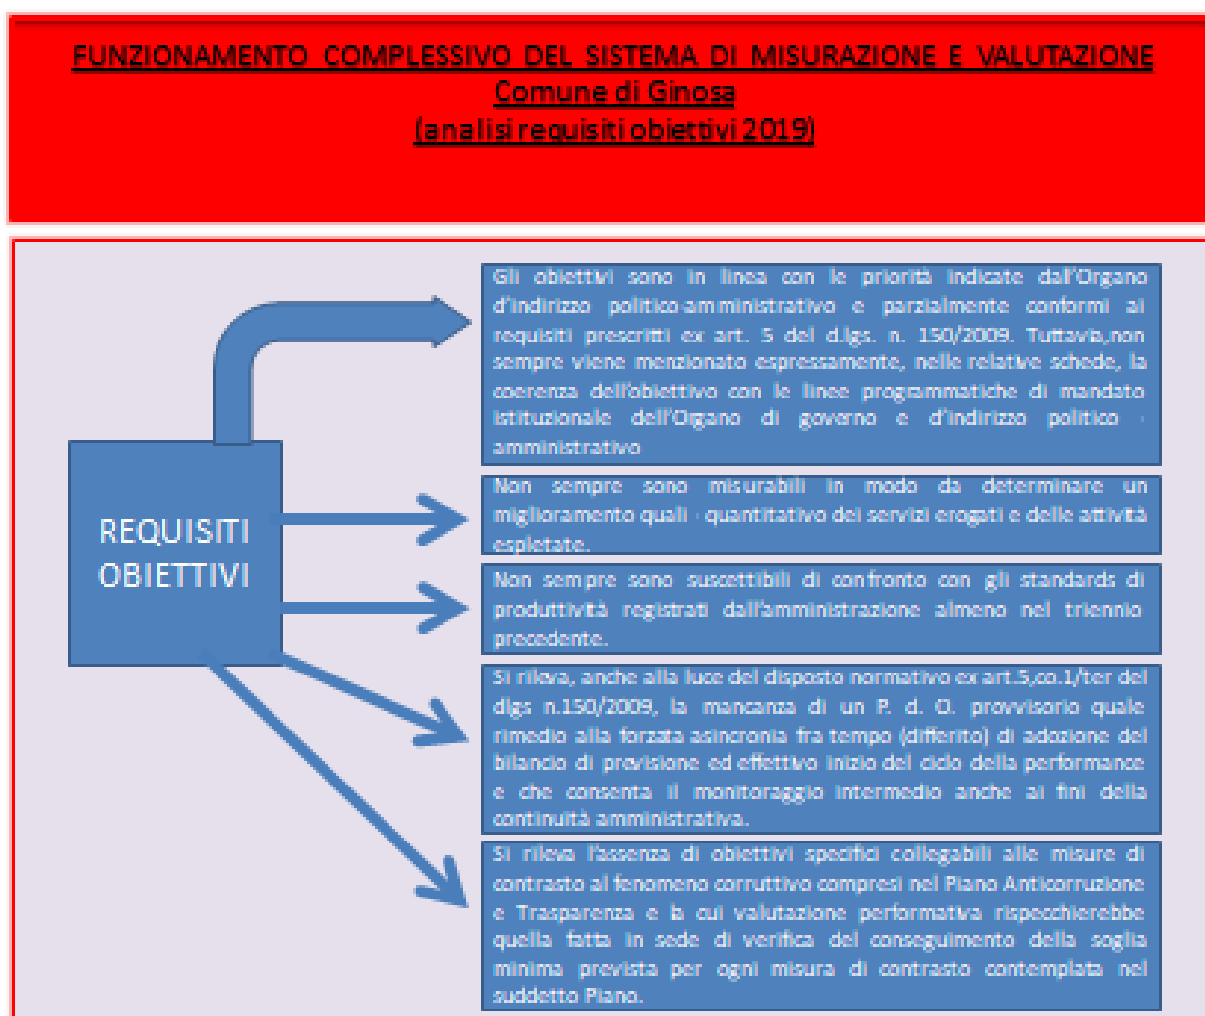 FUNZIONAMENTO COMPLESSIVO DEL SISTEMA DI MISURAZIONE E VALUTAZIONE
Comune di Ginosa
(analisi requisiti obiettivi 2019)
REQUISITI
OBIETTIVI
Gli obiettivi sono in linea con le priorità indicate dall'Organo
d'indirizzo politico-amministrativo e parzialmente conformi ai
requisiti prescritti ex art. 5 del d.lgs. n. 150/2009. Tuttavia,non
sempre viene menzionato espressamente, nelle relative schede, la
coerenza dell'obiettivo con le linee programmatiche di mandato
istituzionale dell'Organo di governo e d'indirizzo politico -
amministrativo
Non sempre sono misurabili in modo da determinare un
miglioramento quali - quantitativo dei servizi erogati e delle attività
espletate.
Non sempre sono suscettibili di confronto con gli standards di
produttività registrati dall'amministrazione almeno nel triennio
precedente.
Si rileva, anche alla luce del disposto normativo ex art.5,co.1/ter del
dlgs n.150/2009, la mancanza di un P. d. O. provvisorio quale
rimedio alla forzata asincronia fra tempo (differito) di adozione del
bilancio di previsione ed effettivo inizio del ciclo della performance
e che consenta il monitoraggio intermedio anche ai fini della
continuità amministrativa.
Si rileva l'assenza di obiettivi specifici collegabili alle misure di
contrasto al fenomeno corruttivo compresi nel Piano Anticorruzione
e Trasparenza e la cui valutazione performativa rispecchierebbe
quella fatta in sede di verifica del conseguimento della soglia
minima prevista per ogni misura di contrasto contemplata nel
suddetto Piano.